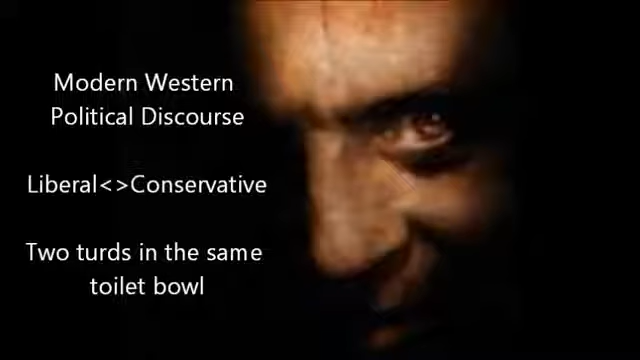 Modern Western
Political Discourse
Liberal<>Conservative
Two turds in the same
toilet bowl